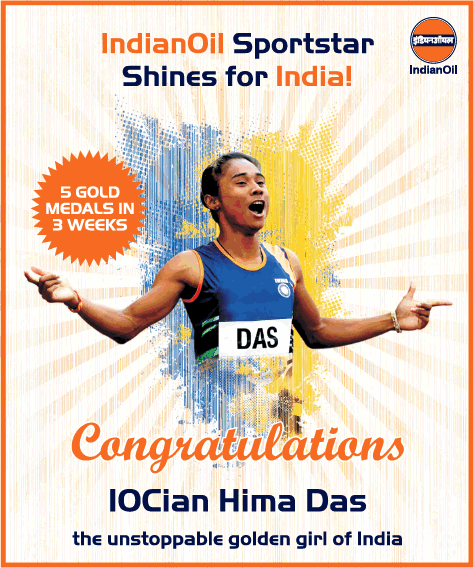 IndianOil Sportstar
Shines for India!
इंडियनऑयल
IndianOil
5 GOLD
MEDALS IN
3 WEEKS
DAS
Congratulations
IOCian Hima Das
the unstoppable golden girl of India